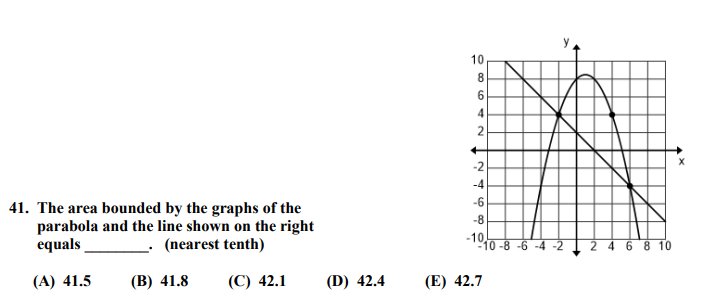 y
10
8
6
4
2
x
-2
-4
-6
-8
-10
-10 -8 -6 -4 -2 2 4 6 8 10
41. The area bounded by the graphs of the
parabola and the line shown on the right
equals ________. (nearest tenth)
(A) 41.5 (B) 41.8 (C) 42.1 (D) 42.4 (E) 42.7